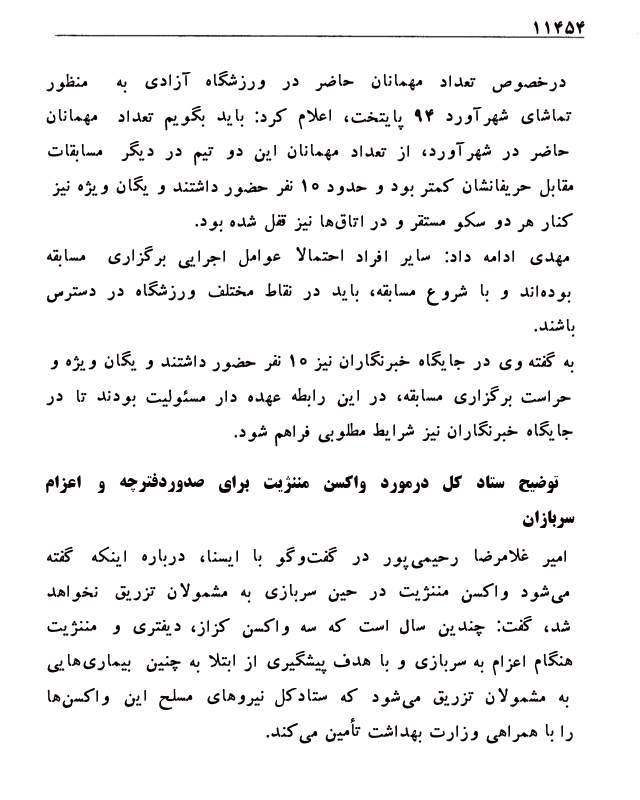 ۱۱۴۵۴
درخصوص تعداد مهمانان حاضر در ورزشگاه آزادی به منظور
تماشای شهرآورد ۹۴ پایتخت، اعلام کرد: باید بگویم تعداد مهمانان
حاضر در شهرآورد، از تعداد مهمانان این دو تیم در دیگر مسابقات
مقابل حریفانشان کمتر بود و حدود ۱۰ نفر حضور داشتند و یگان ویژه نیز
کنار هر دو سکو مستقر و در اتاق‌ها نیز قفل شده بود.
مهدی ادامه داد: سایر افراد احتمالا عوامل اجرایی برگزاری مسابقه
بوده‌اند و با شروع مسابقه، باید در نقاط مختلف ورزشگاه در دسترس
باشند.
به گفته وی در جایگاه خبرنگاران نیز ۱۰ نفر حضور داشتند و یگان ویژه و
حراست برگزاری مسابقه، در این رابطه عهده دار مسئولیت بودند تا در
جایگاه خبرنگاران نیز شرایط مطلوبی فراهم شود.
توضیح ستاد کل درمورد واکسن مننژیت برای صدوردفترچه و اعزام
سربازان
امیر غلامرضا رحیمی‌پور در گفت‌وگو با ایسنا، درباره اینکه گفته
می‌شود واکسن مننژیت در حین سربازی به مشمولان تزریق نخواهد
شد، گفت: چندین سال است که سه واکسن کزاز، دیفتری و مننژیت
هنگام اعزام به سربازی و با هدف پیشگیری از ابتلا به چنین بیماری‌هایی
به مشمولان تزریق می‌شود که ستادکل نیروهای مسلح این واکسن‌ها
را با همراهی وزارت بهداشت تأمین می‌کند.